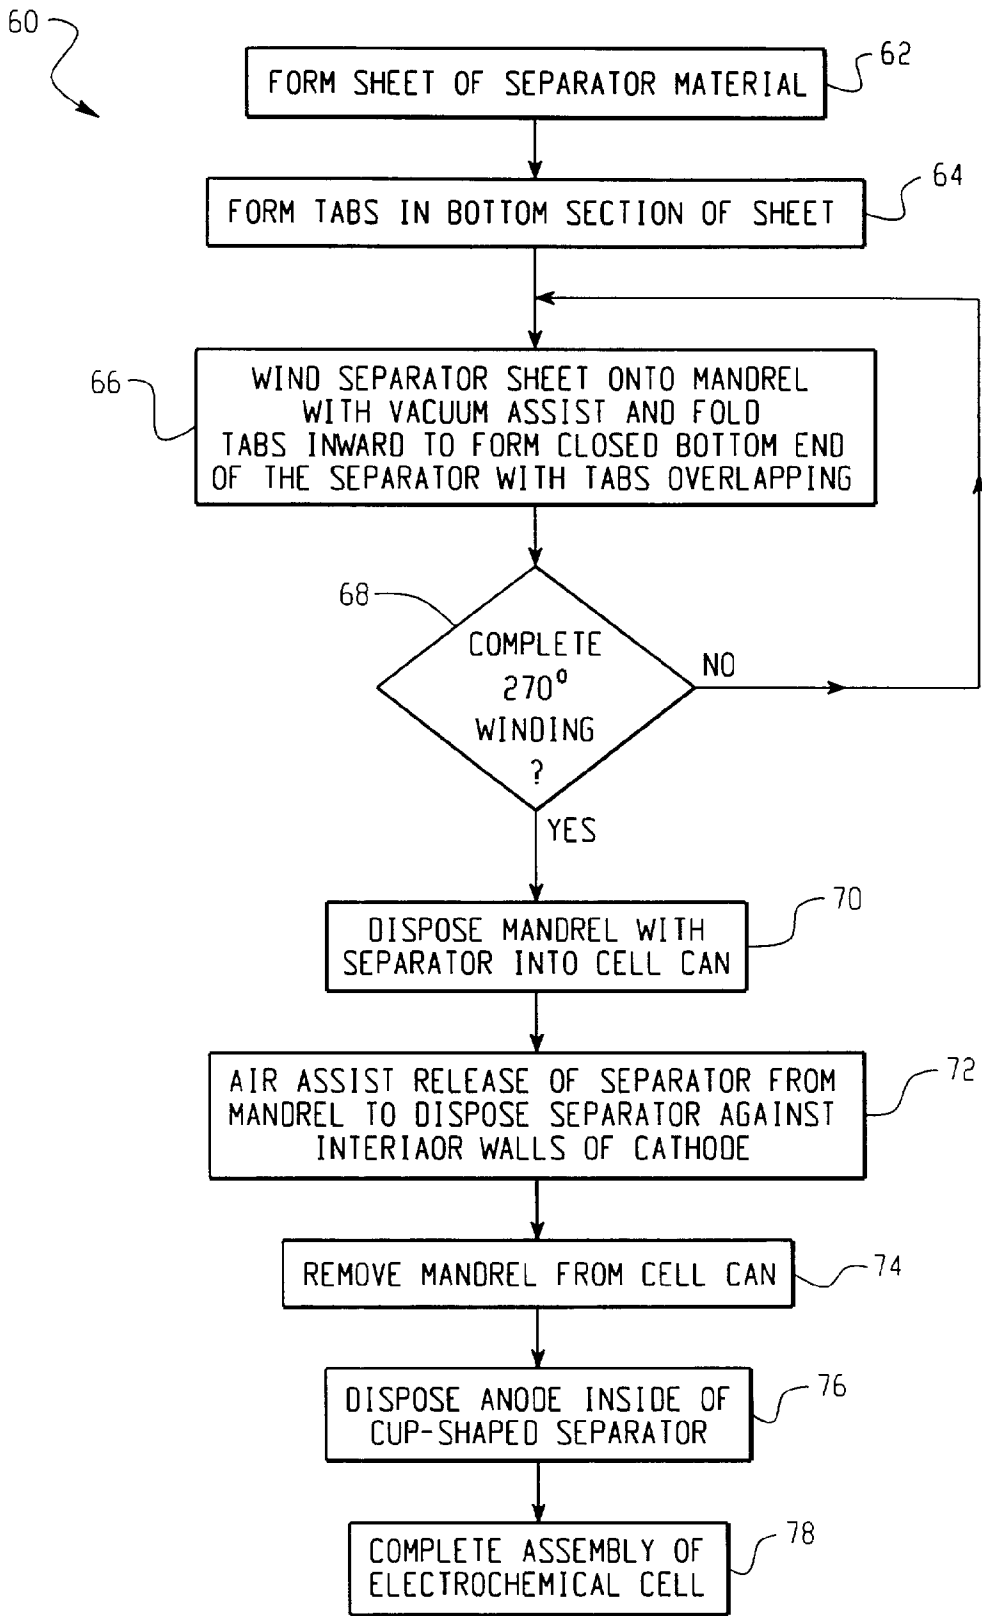 60
FORM SHEET OF SEPARATOR MATERIAL
62
FORM TABS IN BOTTOM SECTION OF SHEET
64
66
WIND SEPARATOR SHEET ONTO MANDREL
WITH VACUUM ASSIST AND FOLD
TABS INWARD TO FORM CLOSED BOTTOM END
OF THE SEPARATOR WITH TABS OVERLAPPING
68
COMPLETE
270°
WINDING
?
NO
YES
DISPOSE MANDREL WITH
SEPARATOR INTO CELL CAN
70
AIR ASSIST RELEASE OF SEPARATOR FROM
MANDREL TO DISPOSE SEPARATOR AGAINST
INTERIAOR WALLS OF CATHODE
72
REMOVE MANDREL FROM CELL CAN
74
DISPOSE ANODE INSIDE OF
CUP-SHAPED SEPARATOR
76
COMPLETE ASSEMBLY OF
ELECTROCHEMICAL CELL
78